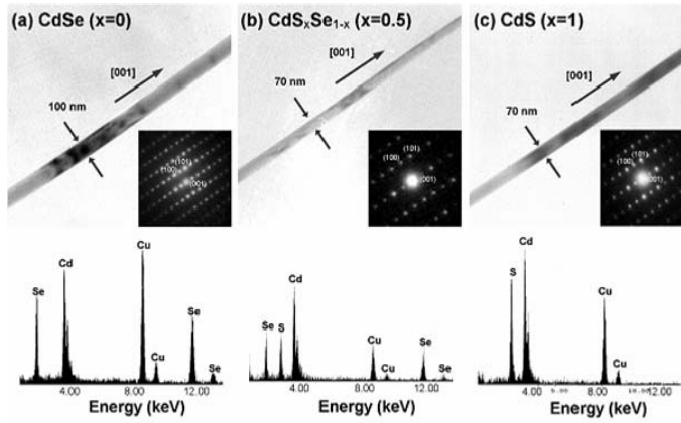 (a) CdSe (x=0)
[001]
100 nm
(101)
(100)
(001)
Se
Cd
Cu
Cu
Se
Se
4.00 8.00 12.00
Energy (keV)
(b) CdSₓSe₁₋ₓ (x=0.5)
[001]
70 nm
(101)
(100)
(001)
Se
S
Cd
Cu
Cu
Se
Se
4.00 8.00 12.00
Energy (keV)
(c) CdS (x=1)
[001]
70 nm
(101)
(100)
(001)
S
Cd
Cu
Cu
4.00 8.00 12.00
Energy (keV)